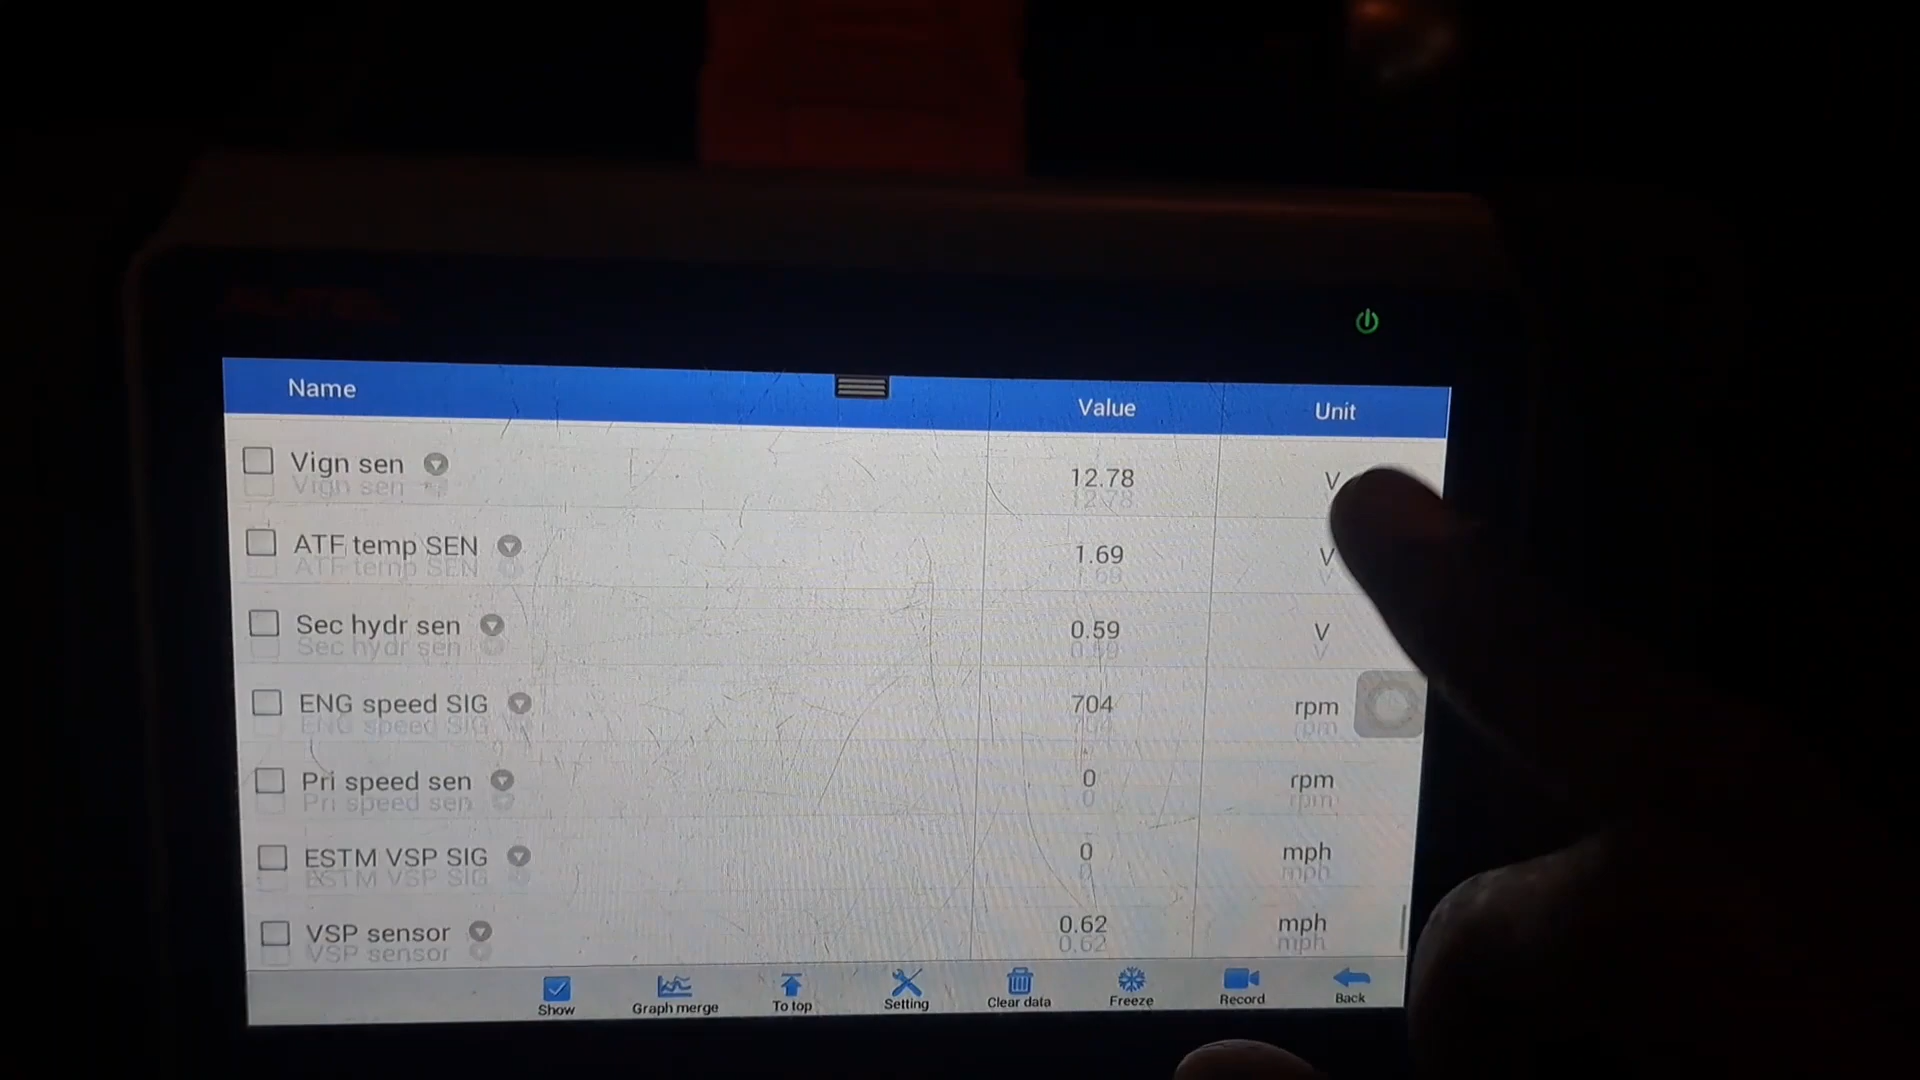 AUTEL
Name Value Unit
Vign sen 12.78 V
ATF temp SEN 1.69 V
Sec hydr sen 0.59 V
ENG speed SIG 704 rpm
Pri speed sen 0 rpm
ESTM VSP SIG 0 mph
VSP sensor 0.62 mph
Show Graph merge To top Setting Clear data Freeze Record Back